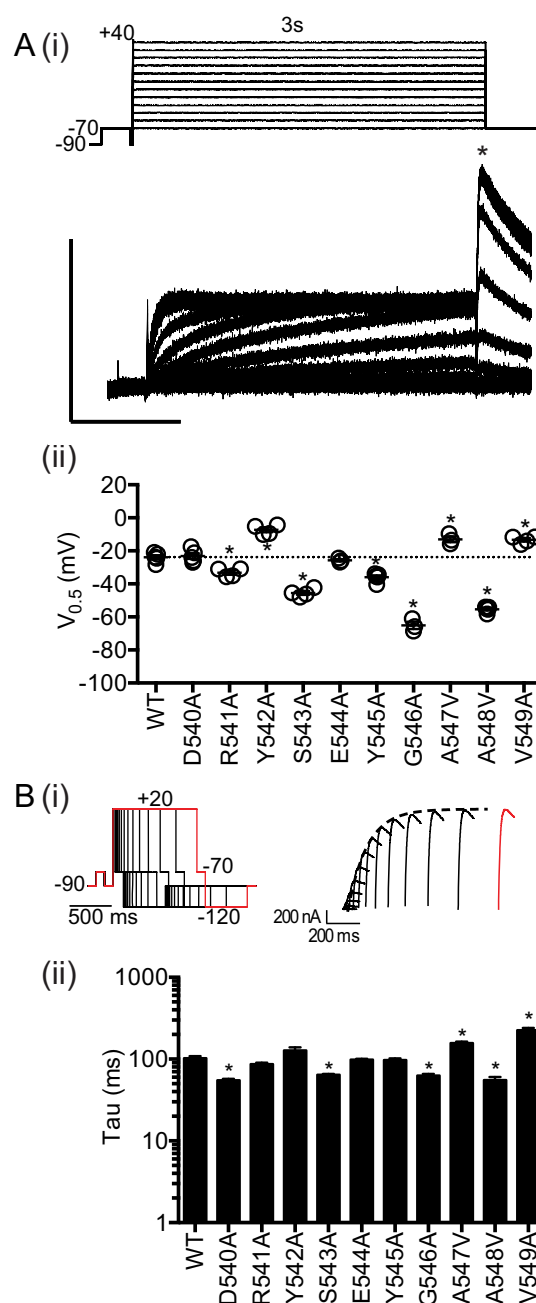 A (i)
+40
3s
-70
-90
*
(ii)
20
0
-20
-40
-60
-80
-100
V0.5 (mV)
* * * * * * * *
WT D540A R541A Y542A S543A E544A Y545A G546A A547V A548V V549A
B (i)
+20
-70
-90
-120
500 ms
200 nA
200 ms
(ii)
1000
100
10
1
Tau (ms)
* * * * * *
WT D540A R541A Y542A S543A E544A Y545A G546A A547V A548V V549A